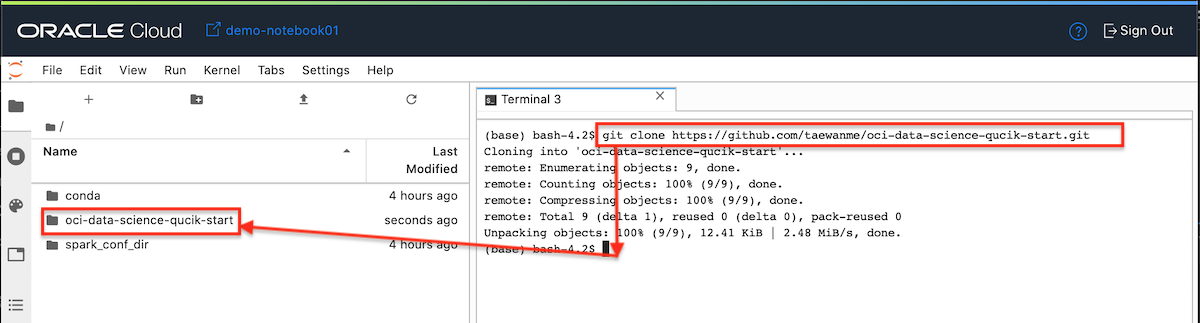 ORACLE Cloud demo-notebook01 ? Sign Out
File Edit View Run Kernel Tabs Settings Help
+
/
Name Last Modified
conda 4 hours ago
oci-data-science-qucik-start seconds ago
spark_conf_dir 4 hours ago
Terminal 3 ×
(base) bash-4.2$ git clone https://github.com/taewanme/oci-data-science-qucik-start.git
Cloning into 'oci-data-science-qucik-start'...
remote: Enumerating objects: 9, done.
remote: Counting objects: 100% (9/9), done.
remote: Compressing objects: 100% (9/9), done.
remote: Total 9 (delta 1), reused 0 (delta 0), pack-reused 0
Unpacking objects: 100% (9/9), 12.41 KiB | 2.48 MiB/s, done.
(base) bash-4.2$